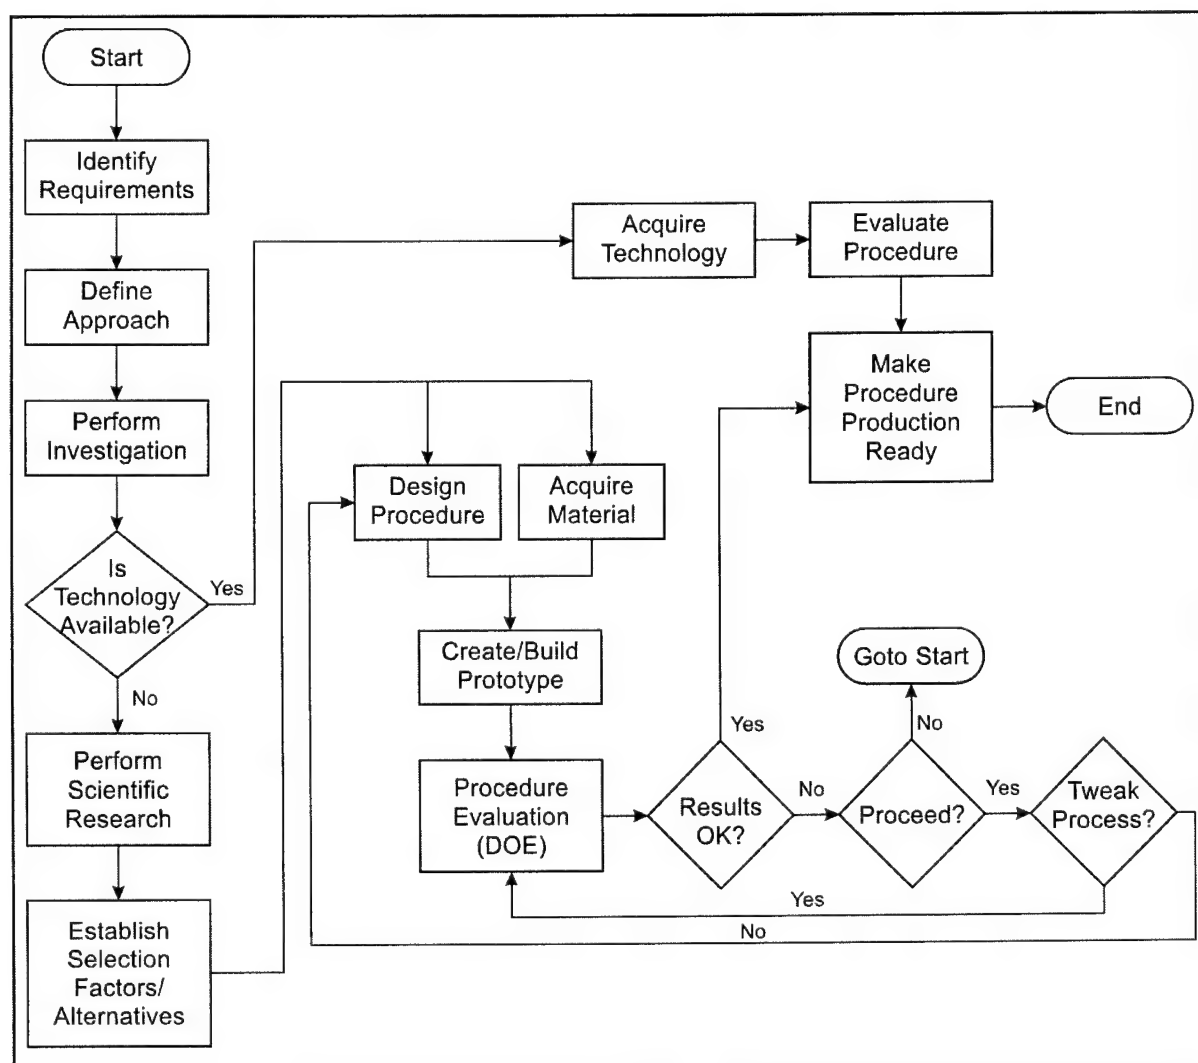 Start
Identify
Requirements
Define
Approach
Perform
Investigation
Is
Technology
Available?
Yes
No
Perform
Scientific
Research
Establish
Selection
Factors/
Alternatives
Acquire
Technology
Evaluate
Procedure
Make
Procedure
Production
Ready
End
Design
Procedure
Acquire
Material
Create/Build
Prototype
Procedure
Evaluation
(DOE)
Results
OK?
Yes
No
Proceed?
No
Goto Start
Yes
Tweak
Process?
Yes
No